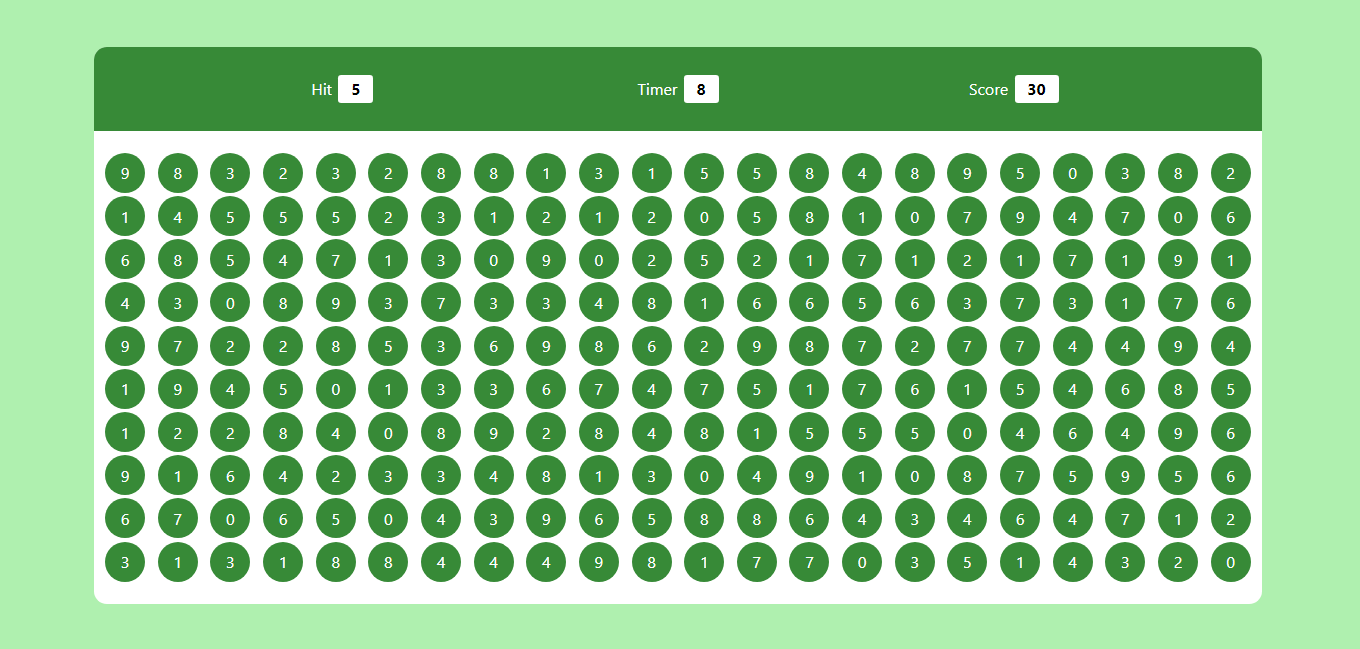 Hit 5 Timer 8 Score 30
9 8 3 2 3 2 8 8 1 3 1 5 5 8 4 8 9 5 0 3 8 2
1 4 5 5 5 2 3 1 2 1 2 0 5 8 1 0 7 9 4 7 0 6
6 8 5 4 7 1 3 0 9 0 2 5 2 1 7 1 2 1 7 1 9 1
4 3 0 8 9 3 7 3 3 4 8 1 6 6 5 6 3 7 3 1 7 6
9 7 2 2 8 5 3 6 9 8 6 2 9 8 7 2 7 7 4 4 9 4
1 9 4 5 0 1 3 3 6 7 4 7 5 1 7 6 1 5 4 6 8 5
1 2 2 8 4 0 8 9 2 8 4 8 1 5 5 5 0 4 6 4 9 6
9 1 6 4 2 3 3 4 8 1 3 0 4 9 1 0 8 7 5 9 5 6
6 7 0 6 5 0 4 3 9 6 5 8 8 6 4 3 4 6 4 7 1 2
3 1 3 1 8 8 4 4 4 9 8 1 7 7 0 3 5 1 4 3 2 0